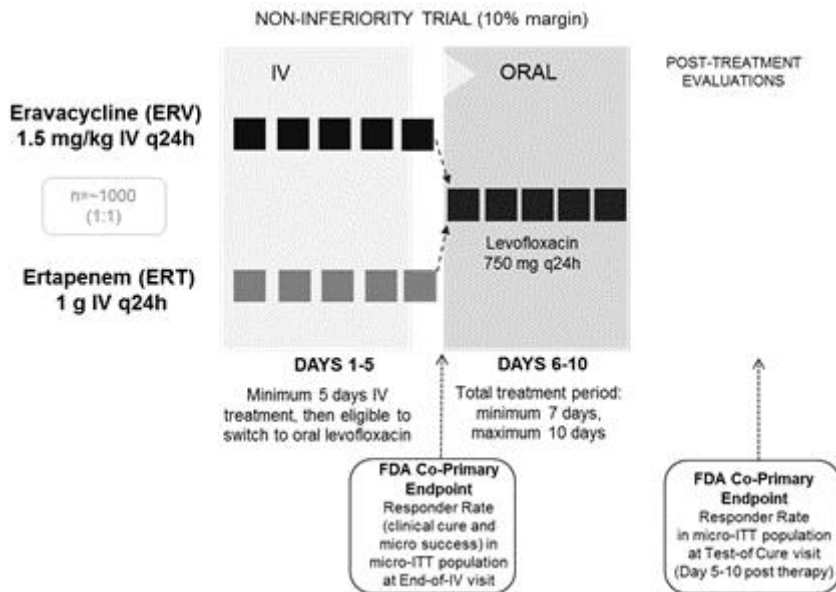 NON-INFERIORITY TRIAL (10% margin)
IV
ORAL
POST-TREATMENT
EVALUATIONS
Eravacycline (ERV)
1.5 mg/kg IV q24h
n=~1000
(1:1)
Levofloxacin
750 mg q24h
Ertapenem (ERT)
1 g IV q24h
DAYS 1-5
Minimum 5 days IV
treatment, then eligible to
switch to oral levofloxacin
DAYS 6-10
Total treatment period:
minimum 7 days,
maximum 10 days
FDA Co-Primary
Endpoint
Responder Rate
(clinical cure and
micro success) in
micro-ITT population
at End-of-IV visit
FDA Co-Primary
Endpoint
Responder Rate
in micro-ITT population
at Test-of Cure visit
(Day 5-10 post therapy)